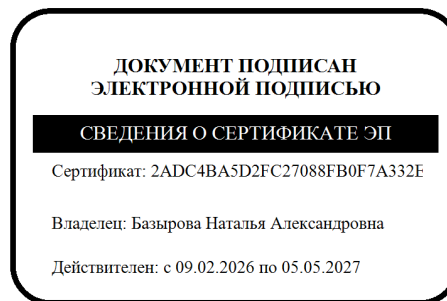 ДОКУМЕНТ ПОДПИСАН
ЭЛЕКТРОННОЙ ПОДПИСЬЮ
СВЕДЕНИЯ О СЕРТИФИКАТЕ ЭП
Сертификат: 2ADC4BA5D2FC27088FB0F7A332E
Владелец: Базырова Наталья Александровна
Действителен: с 09.02.2026 по 05.05.2027